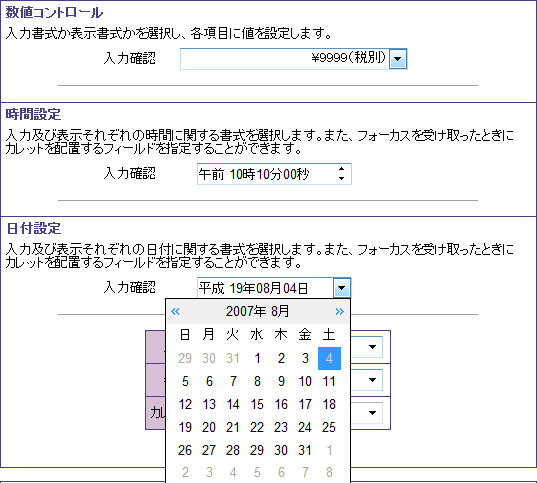 数値コントロール
入力書式か表示書式かを選択し、各項目に値を設定します。
入力確認 ¥9999(税別)
時間設定
入力及び表示それぞれの時間に関する書式を選択します。また、フォーカスを受け取ったときに
カレットを配置するフィールドを指定することができます。
入力確認 午前 10時10分00秒
日付設定
入力及び表示それぞれの日付に関する書式を選択します。また、フォーカスを受け取ったときに
カレットを配置するフィールドを指定することができます。
入力確認 平成 19年08月04日
« 2007年 8月 »
日 月 火 水 木 金 土
29 30 31 1 2 3 4
5 6 7 8 9 10 11
12 13 14 15 16 17 18
19 20 21 22 23 24 25
26 27 28 29 30 31 1
2 3 4 5 6 7 8